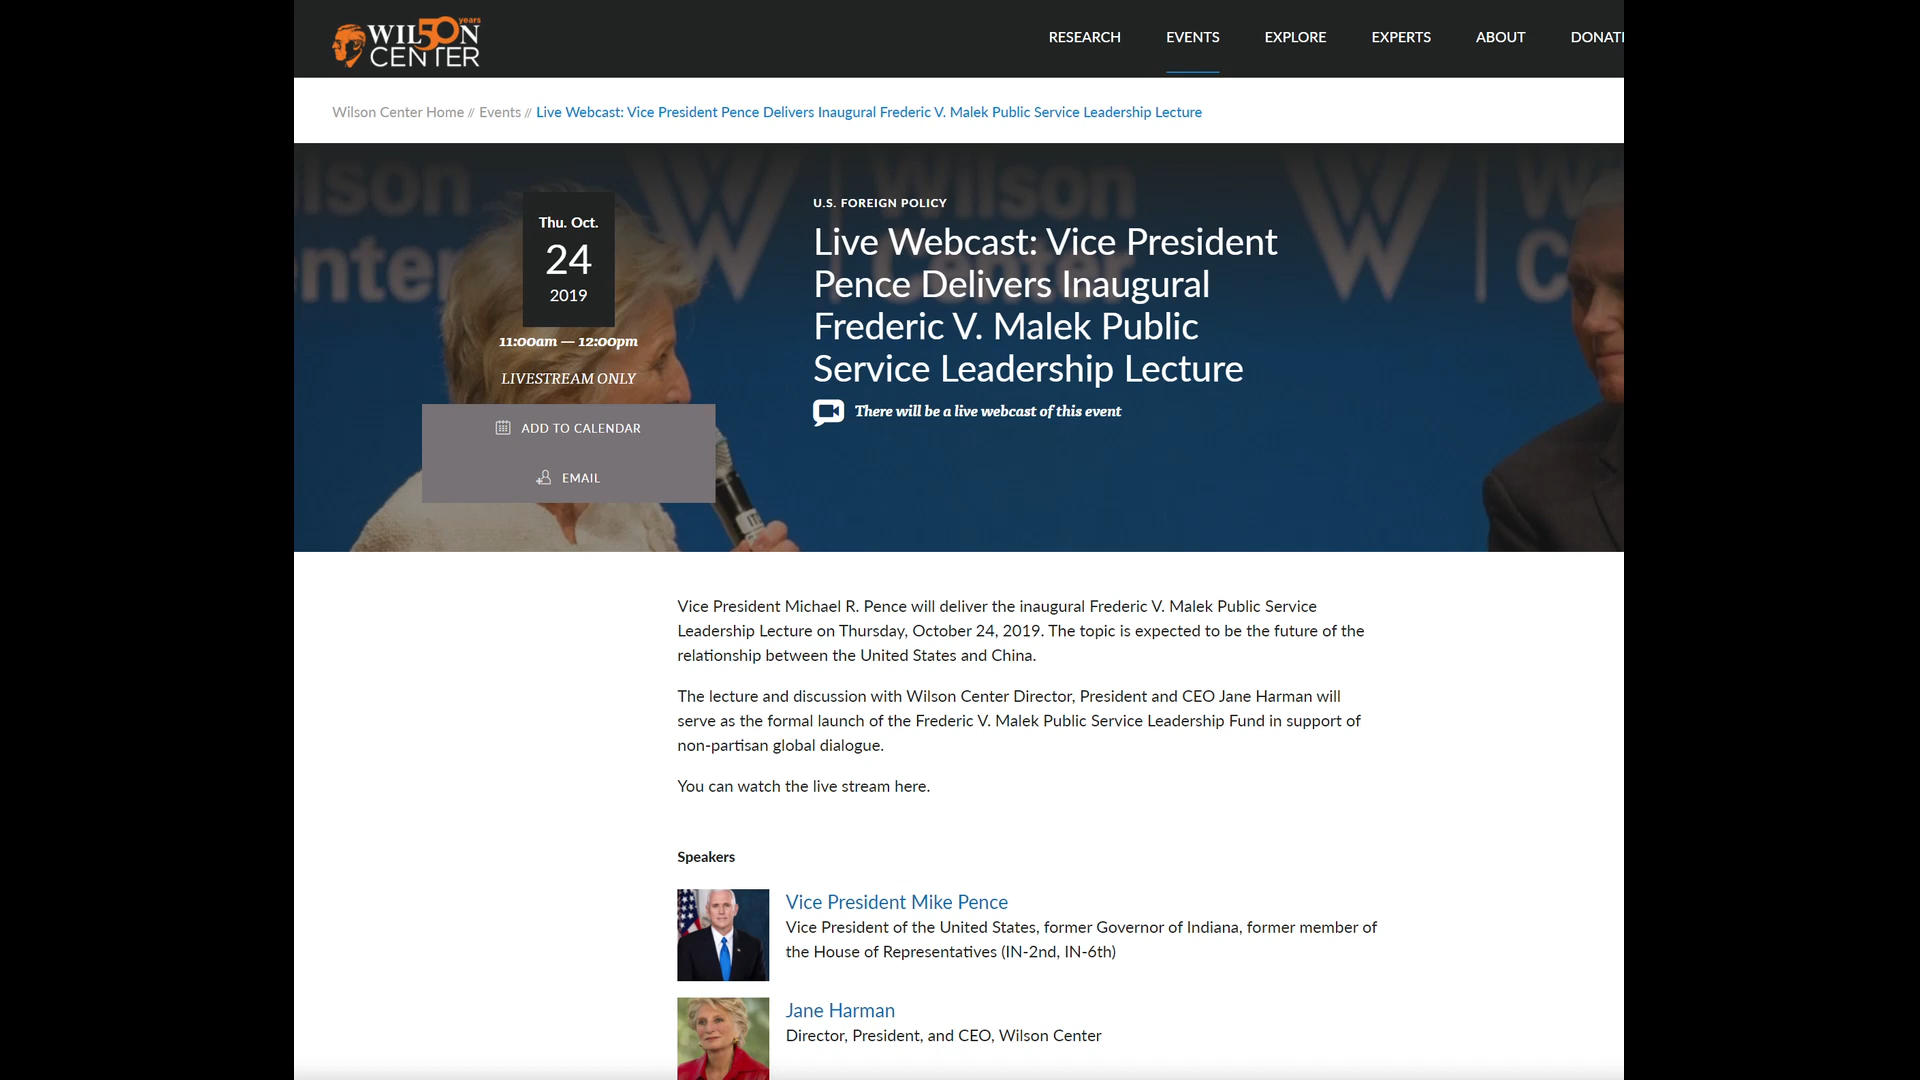 WIL50N years
CENTER
RESEARCH EVENTS EXPLORE EXPERTS ABOUT DONAT
Wilson Center Home // Events // Live Webcast: Vice President Pence Delivers Inaugural Frederic V. Malek Public Service Leadership Lecture
Thu. Oct.
24
2019
11:00am — 12:00pm
LIVESTREAM ONLY
ADD TO CALENDAR
EMAIL
U.S. FOREIGN POLICY
Live Webcast: Vice President
Pence Delivers Inaugural
Frederic V. Malek Public
Service Leadership Lecture
There will be a live webcast of this event
Vice President Michael R. Pence will deliver the inaugural Frederic V. Malek Public Service
Leadership Lecture on Thursday, October 24, 2019. The topic is expected to be the future of the
relationship between the United States and China.
The lecture and discussion with Wilson Center Director, President and CEO Jane Harman will
serve as the formal launch of the Frederic V. Malek Public Service Leadership Fund in support of
non-partisan global dialogue.
You can watch the live stream here.
Speakers
Vice President Mike Pence
Vice President of the United States, former Governor of Indiana, former member of
the House of Representatives (IN-2nd, IN-6th)
Jane Harman
Director, President, and CEO, Wilson Center